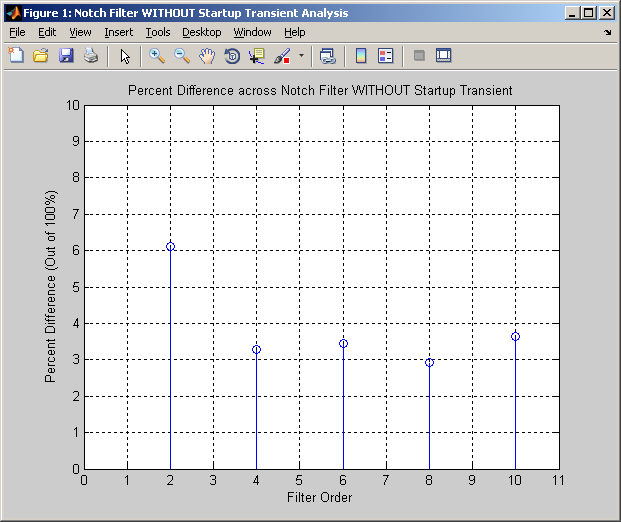 Figure 1: Notch Filter WITHOUT Startup Transient Analysis
File Edit View Insert Tools Desktop Window Help
Percent Difference across Notch Filter WITHOUT Startup Transient
10
9
8
7
6
5
4
3
2
1
0
Percent Difference (Out of 100%)
0 1 2 3 4 5 6 7 8 9 10 11
Filter Order